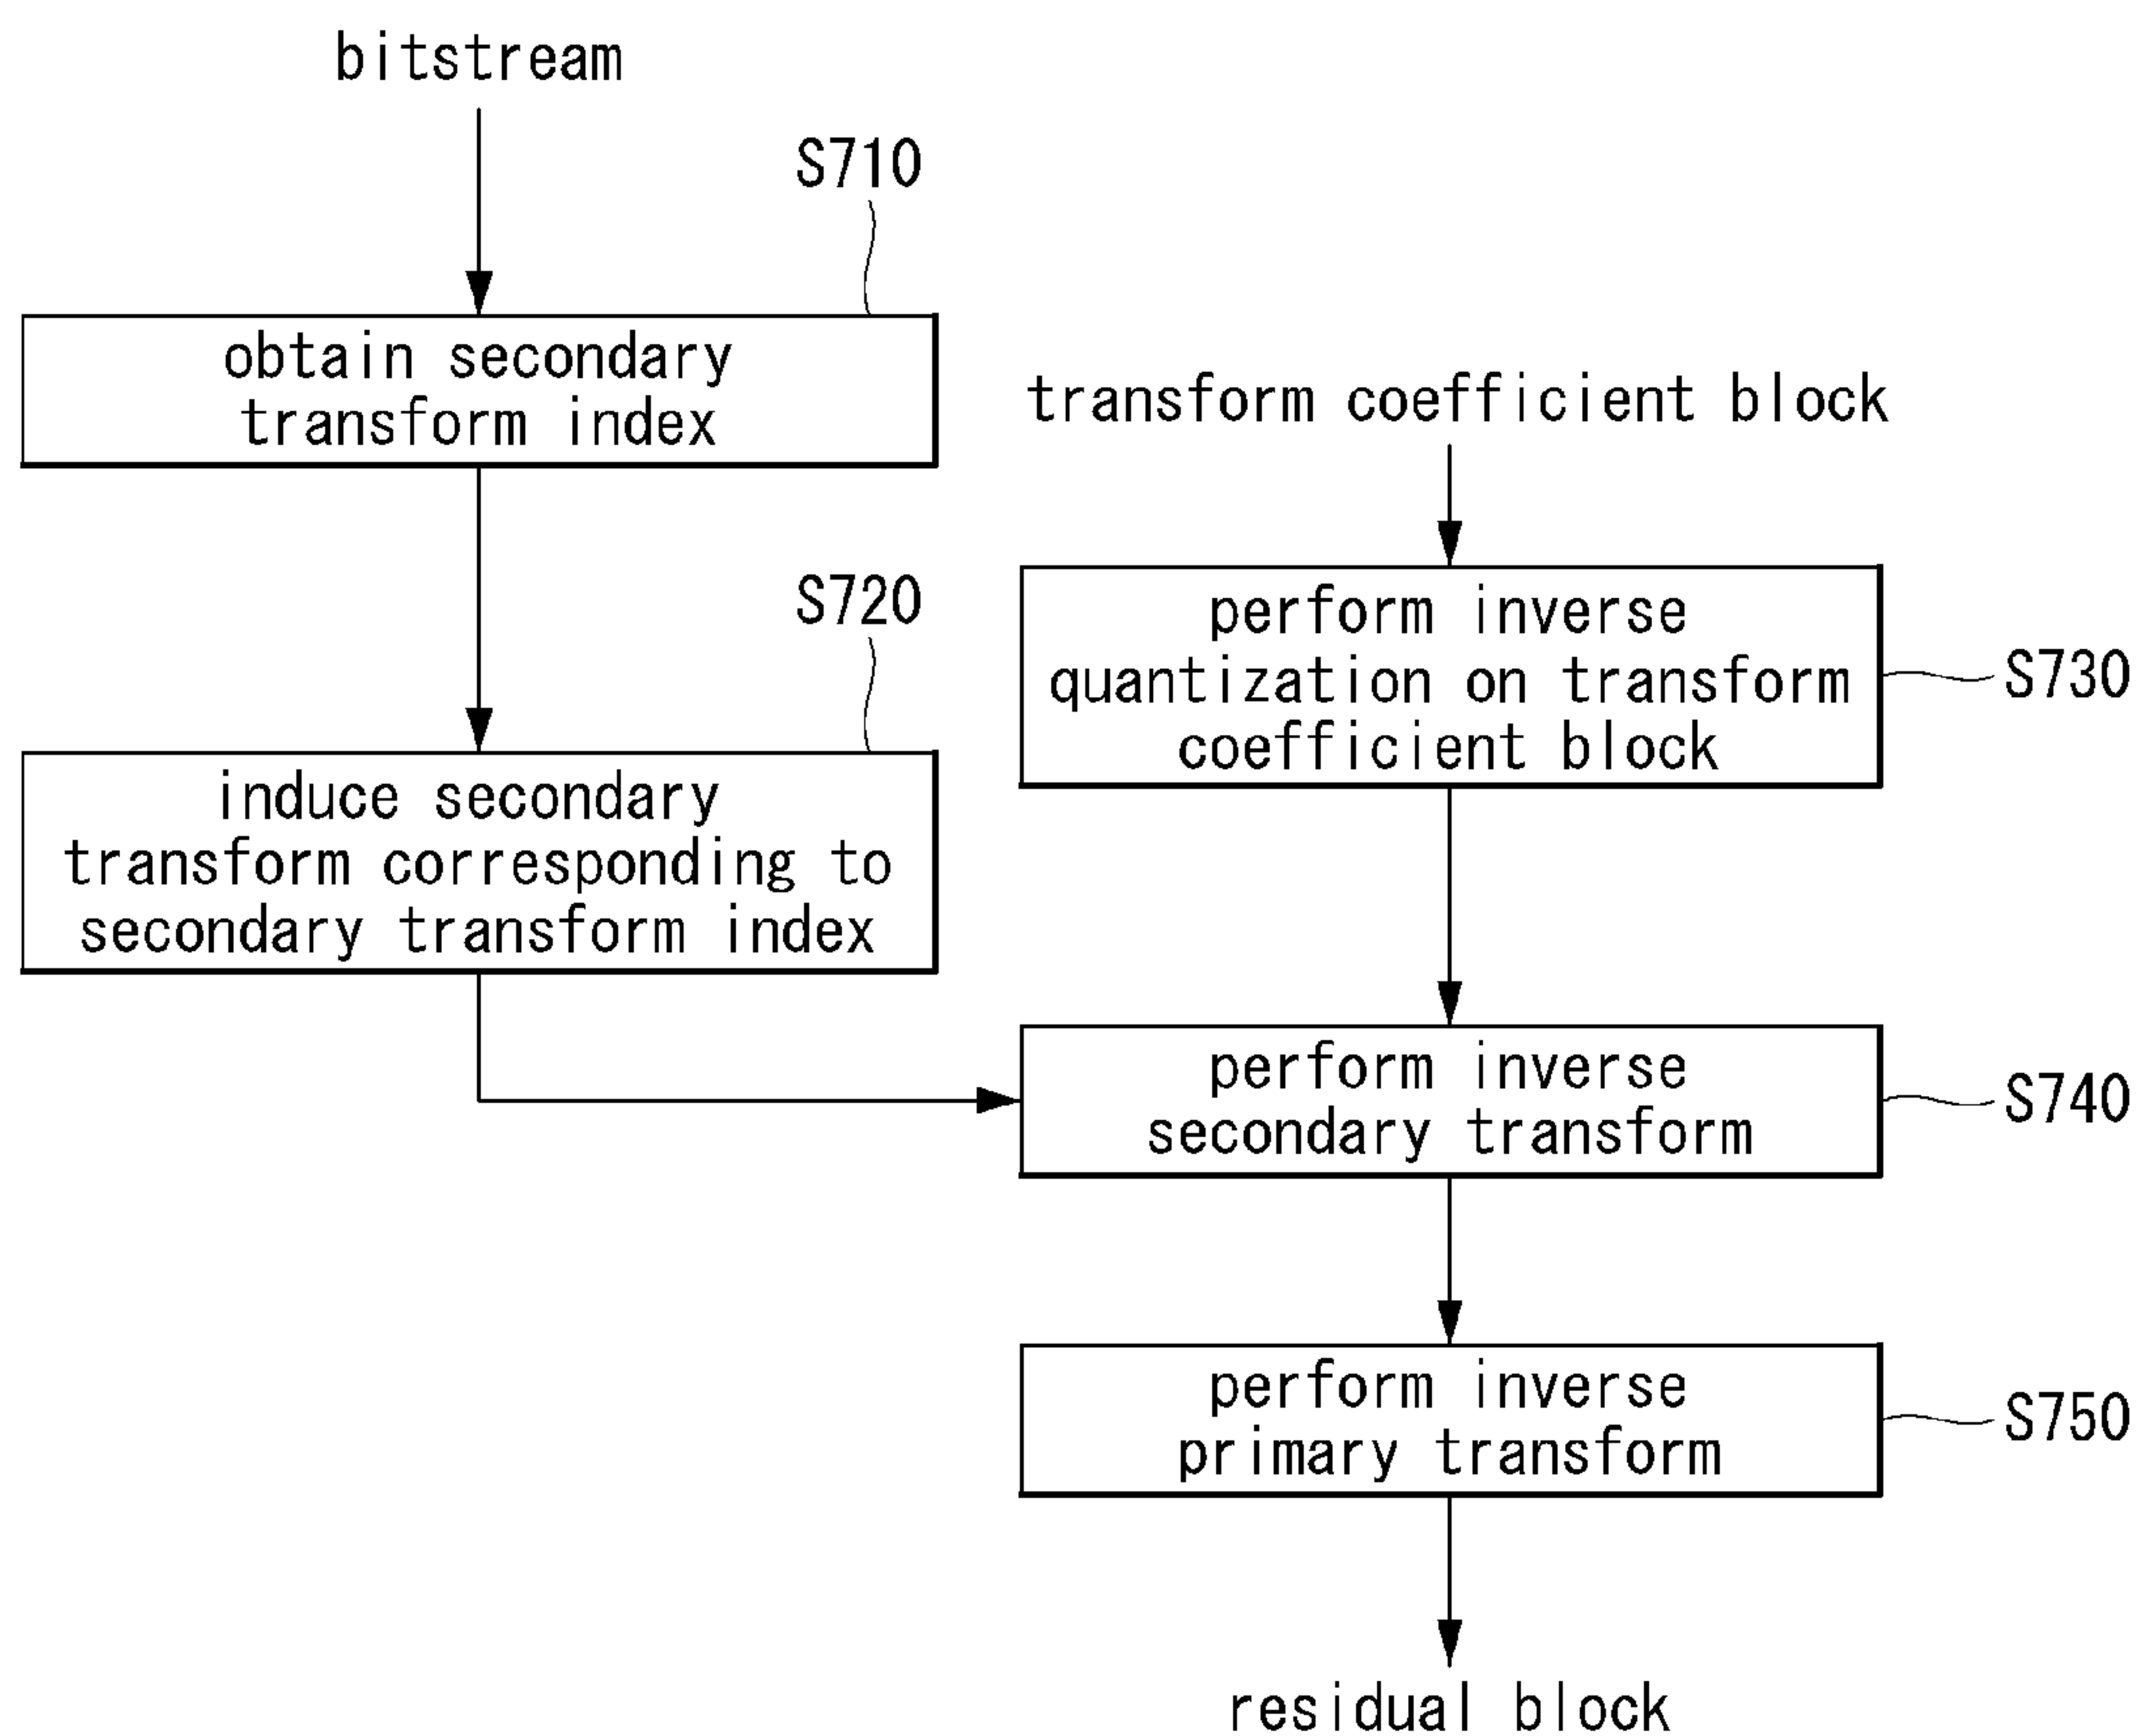 bitstream
S710
obtain secondary
transform index
S720
induce secondary
transform corresponding to
secondary transform index
transform coefficient block
perform inverse
quantization on transform
coefficient block
S730
perform inverse
secondary transform
S740
perform inverse
primary transform
S750
residual block